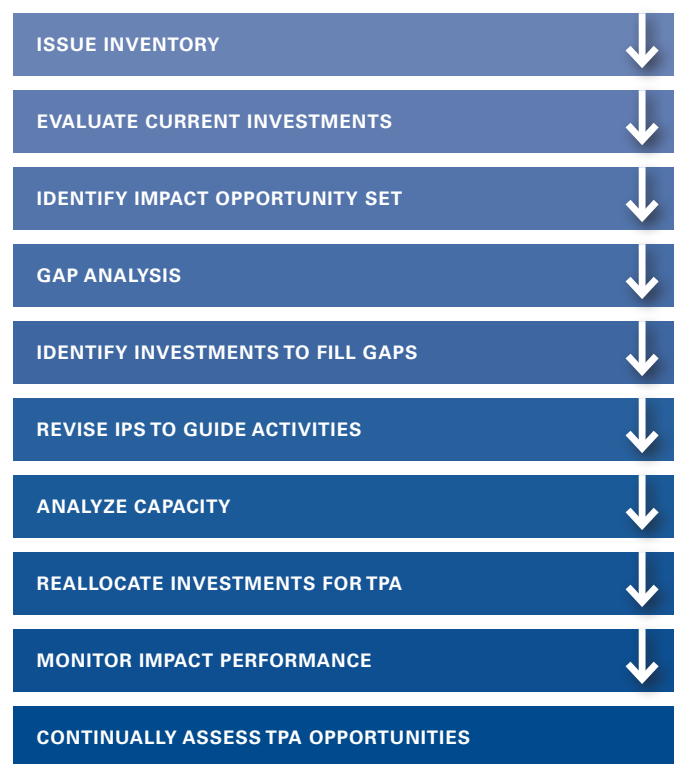 ISSUE INVENTORY
EVALUATE CURRENT INVESTMENTS
IDENTIFY IMPACT OPPORTUNITY SET
GAP ANALYSIS
IDENTIFY INVESTMENTS TO FILL GAPS
REVISE IPS TO GUIDE ACTIVITIES
ANALYZE CAPACITY
REALLOCATE INVESTMENTS FOR TPA
MONITOR IMPACT PERFORMANCE
CONTINUALLY ASSESS TPA OPPORTUNITIES